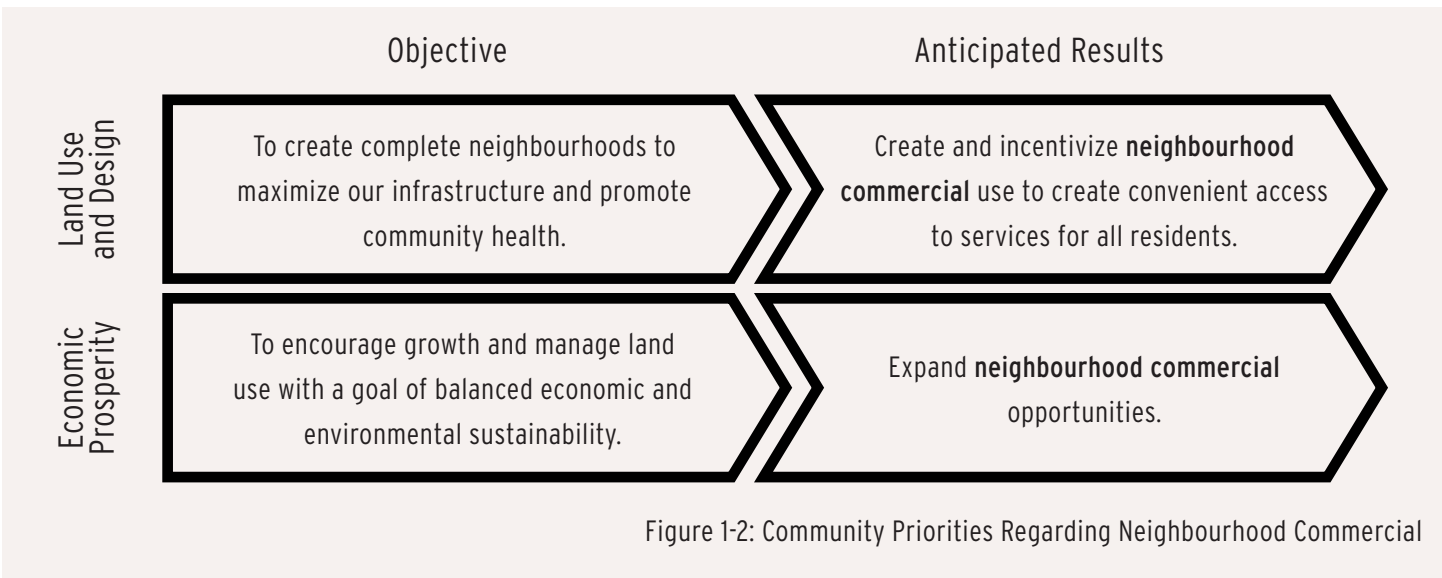 Objective
Anticipated Results
Land Use
and Design
To create complete neighbourhoods to
maximize our infrastructure and promote
community health.
Create and incentivize neighbourhood
commercial use to create convenient access
to services for all residents.
Economic
Prosperity
To encourage growth and manage land
use with a goal of balanced economic and
environmental sustainability.
Expand neighbourhood commercial
opportunities.
Figure 1-2: Community Priorities Regarding Neighbourhood Commercial